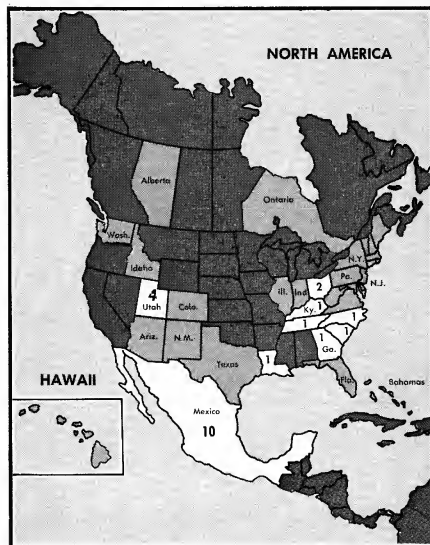 NORTH AMERICA
Alberta
Ontario
Wash.
Idaho
N.Y.
Pa.
N.J.
4
Utah
Colo.
Ill.
Ind.
2
Ky.
1
1
1
1
1
Ariz.
N.M.
Texas
1
Ga.
Fla.
Bahamas
HAWAII
Mexico
10